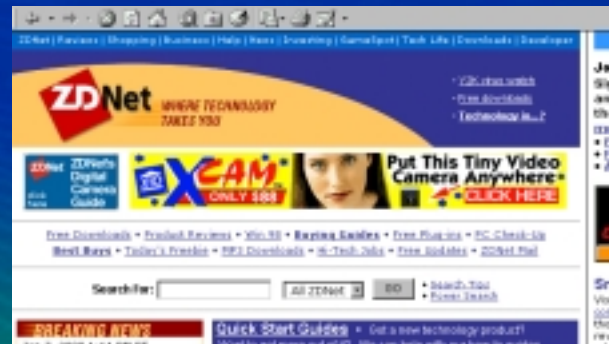 ZDNet | Reviews | Shopping | Business | Help | News | Investing | GameSpot | Tech Life | Downloads | Developer
ZDNet WHERE TECHNOLOGY
TAKES YOU
• Y2K virus watch
• Free downloads
• Technology is...?
ZDNet ZDNet's
Digital
Camera
Guide
XCAM
ONLY $88
Put This Tiny Video
Camera Anywhere
CLICK HERE
Free Downloads • Product Reviews • Win 98 • Buying Guides • Free Plug-ins • PC Check-Up
Best Buys • Today's Freebie • MP3 Downloads • Hi-Tech Jobs • Free Updates • ZDNet Mail
Search For: All ZDNet GO • Search Tips
• Power Search
BREAKING NEWS
Quick Start Guides • Got a new technology product?